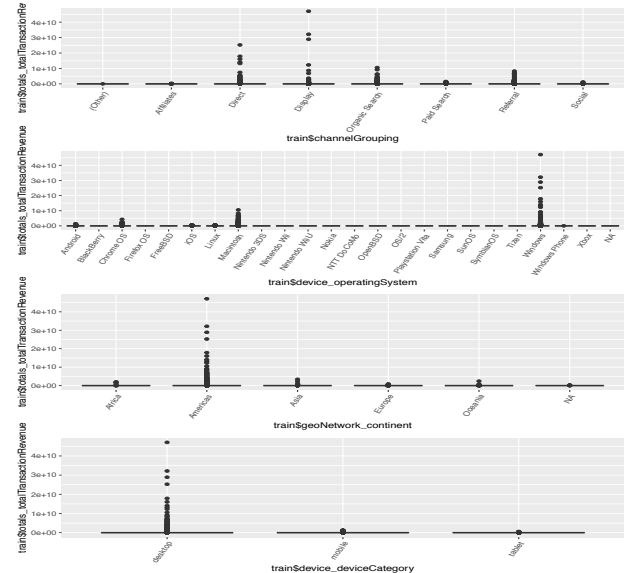 train$totals_totalTransactionRe
4e+10
3e+10
2e+10
1e+10
0e+00
(Other)
Affiliates
Direct
Display
Organic Search
Paid Search
Referral
Social
train$channelGrouping
train$totals_totalTransactionRevenue
4e+10
3e+10
2e+10
1e+10
0e+00
Android
BlackBerry
Chrome OS
Firefox OS
FreeBSD
iOS
Linux
Macintosh
Nintendo 3DS
Nintendo Wii
Nintendo WiiU
Nokia
NTT DoCoMo
OpenBSD
OS/2
Playstation Vita
Samsung
SunOS
SymbianOS
Tizen
Windows
Windows Phone
Xbox
NA
train$device_operatingSystem
train$totals_totalTransactionRevenue
4e+10
3e+10
2e+10
1e+10
0e+00
Africa
Americas
Asia
Europe
Oceania
NA
train$geoNetwork_continent
train$totals_totalTransactionRevenue
4e+10
3e+10
2e+10
1e+10
0e+00
desktop
mobile
tablet
train$device_deviceCategory